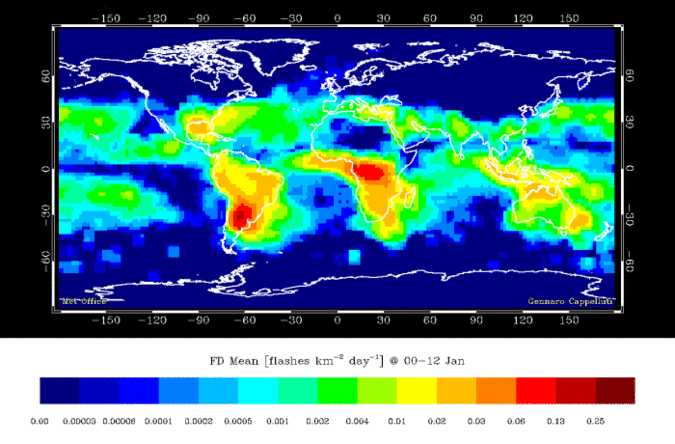 −150 −120 −90 −60 −30 0 30 60 90 120 150
60 60
30 30
0 0
−30 −30
−60 −60
Met Office Gennaro Cappelluti
−150 −120 −90 −60 −30 0 30 60 90 120 150
FD Mean [flashes km⁻² day⁻¹] @ 00−12 Jan
0.00 0.00003 0.00006 0.0001 0.0002 0.0005 0.001 0.002 0.004 0.01 0.02 0.03 0.06 0.13 0.25